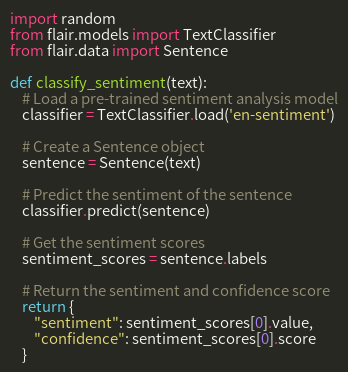 import random
from flair.models import TextClassifier
from flair.data import Sentence

def classify_sentiment(text):
    # Load a pre-trained sentiment analysis model
    classifier = TextClassifier.load('en-sentiment')

    # Create a Sentence object
    sentence = Sentence(text)

    # Predict the sentiment of the sentence
    classifier.predict(sentence)

    # Get the sentiment scores
    sentiment_scores = sentence.labels

    # Return the sentiment and confidence score
    return {
        "sentiment": sentiment_scores[0].value,
        "confidence": sentiment_scores[0].score
    }